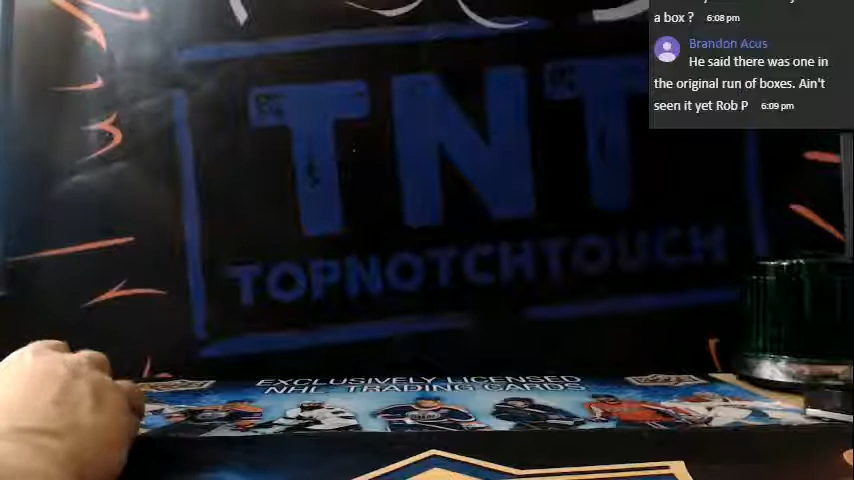 a box ? 6:08 pm
Brandon Acus
He said there was one in
the original run of boxes. Ain't
seen it yet Rob P 6:09 pm
TNT
TOPNOTCHTOUCH
EXCLUSIVELY LICENSED
NHL TRADING CARDS